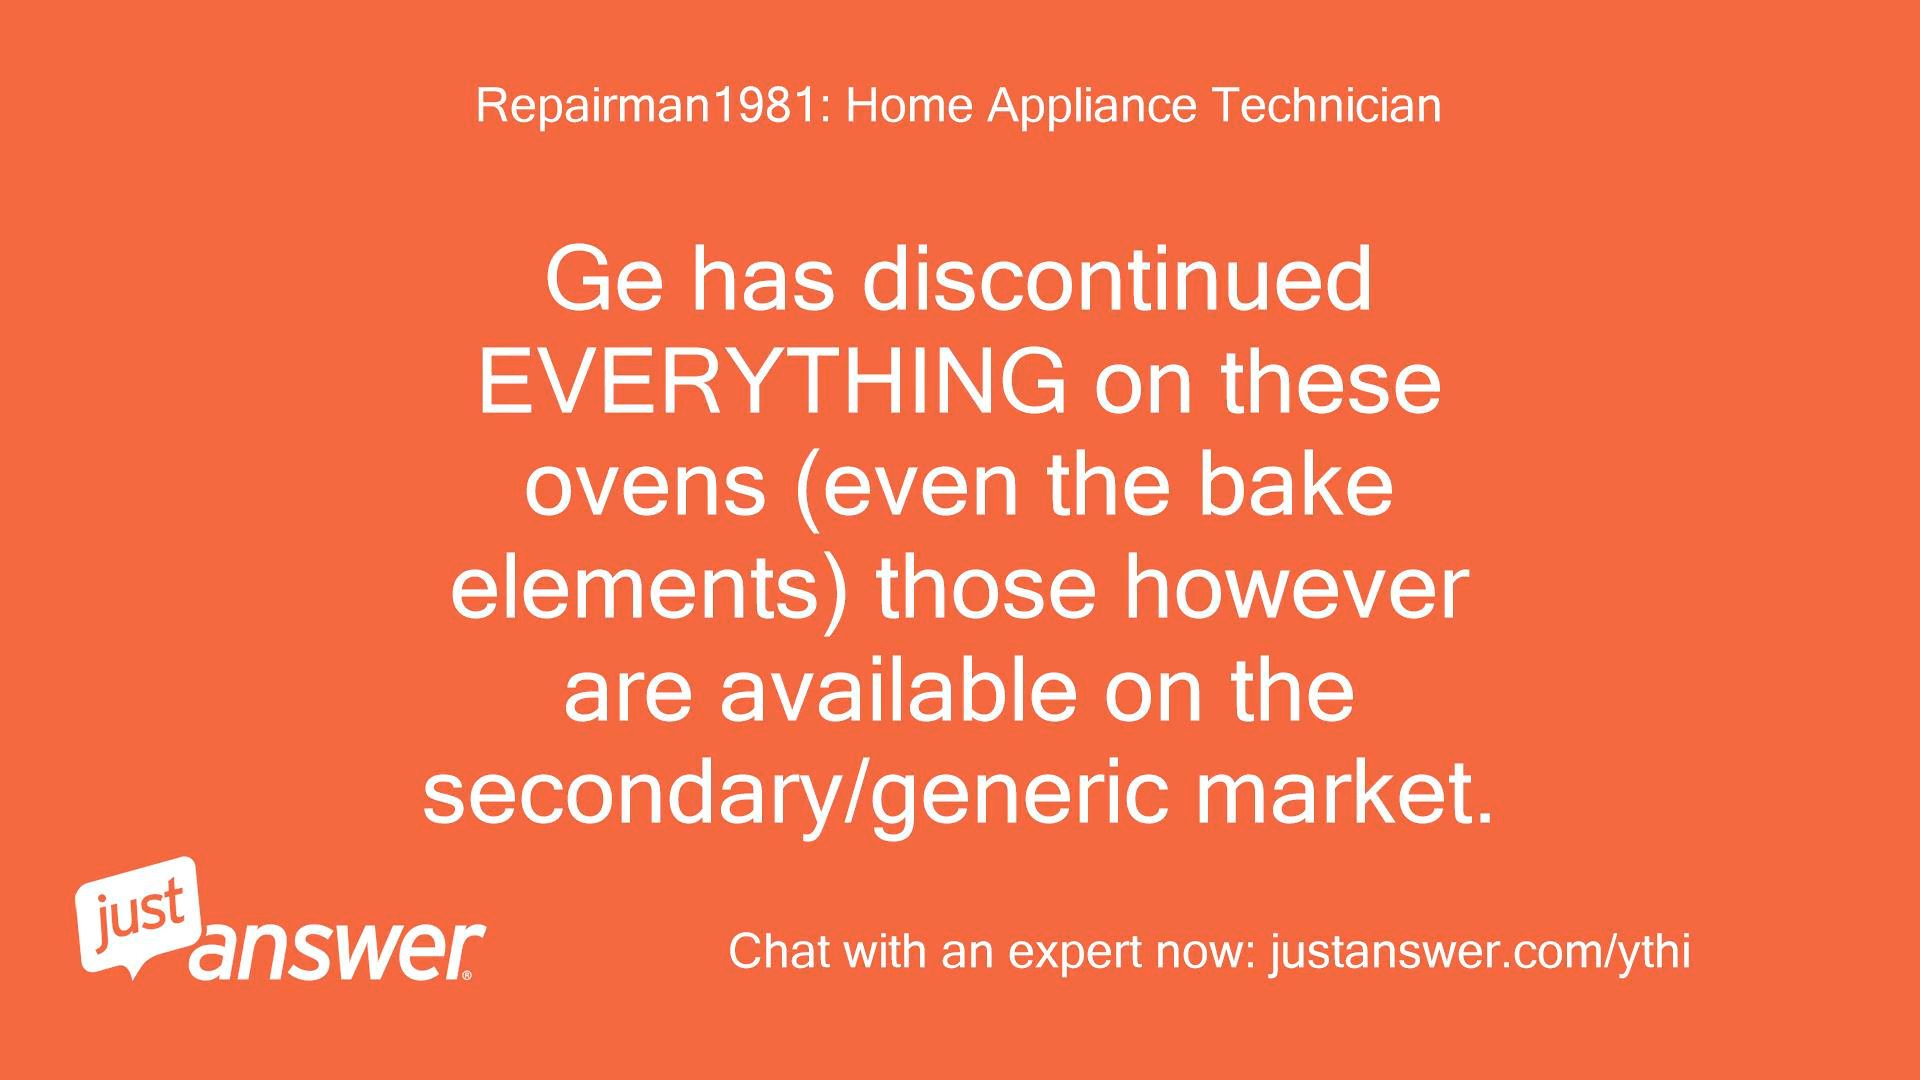 Repairman1981: Home Appliance Technician
Ge has discontinued
EVERYTHING on these
ovens (even the bake
elements) those however
are available on the
secondary/generic market.
just
answer®
Chat with an expert now: justanswer.com/ythi